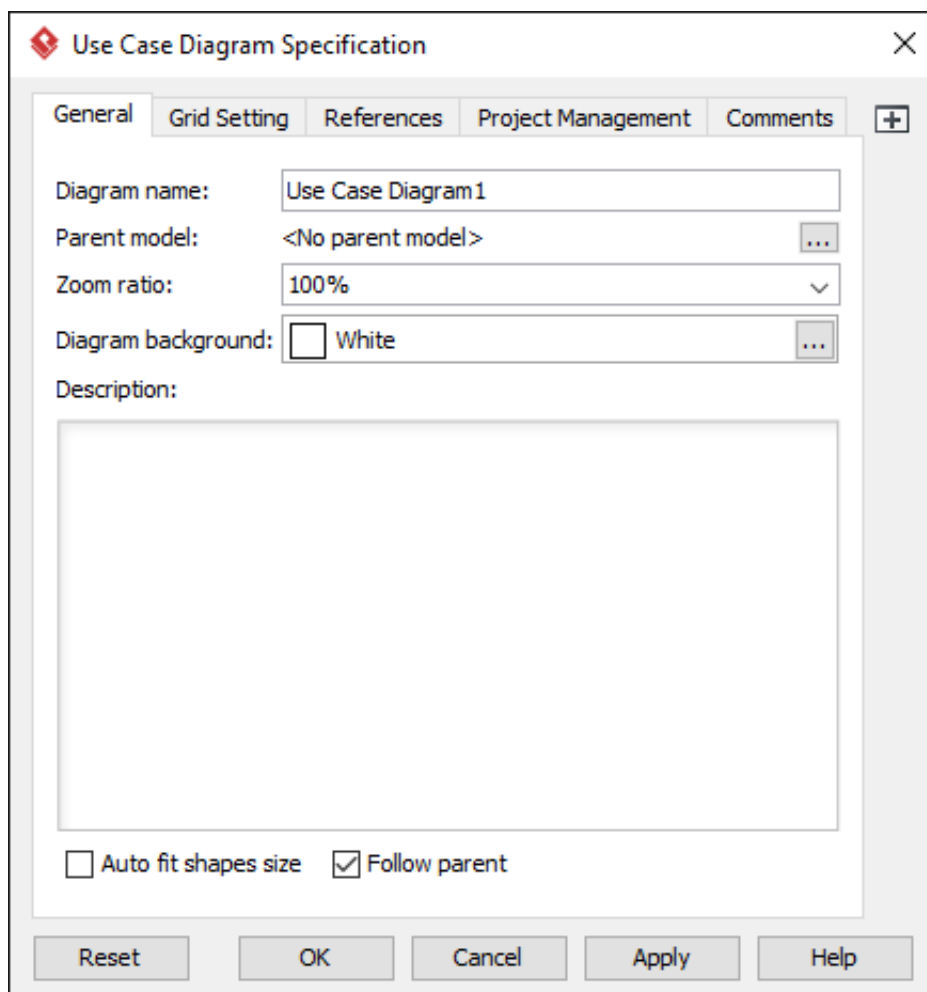 Use Case Diagram Specification
General Grid Setting References Project Management Comments
Diagram name: Use Case Diagram1
Parent model: <No parent model> ...
Zoom ratio: 100%
Diagram background: White ...
Description:
Auto fit shapes size Follow parent
Reset OK Cancel Apply Help